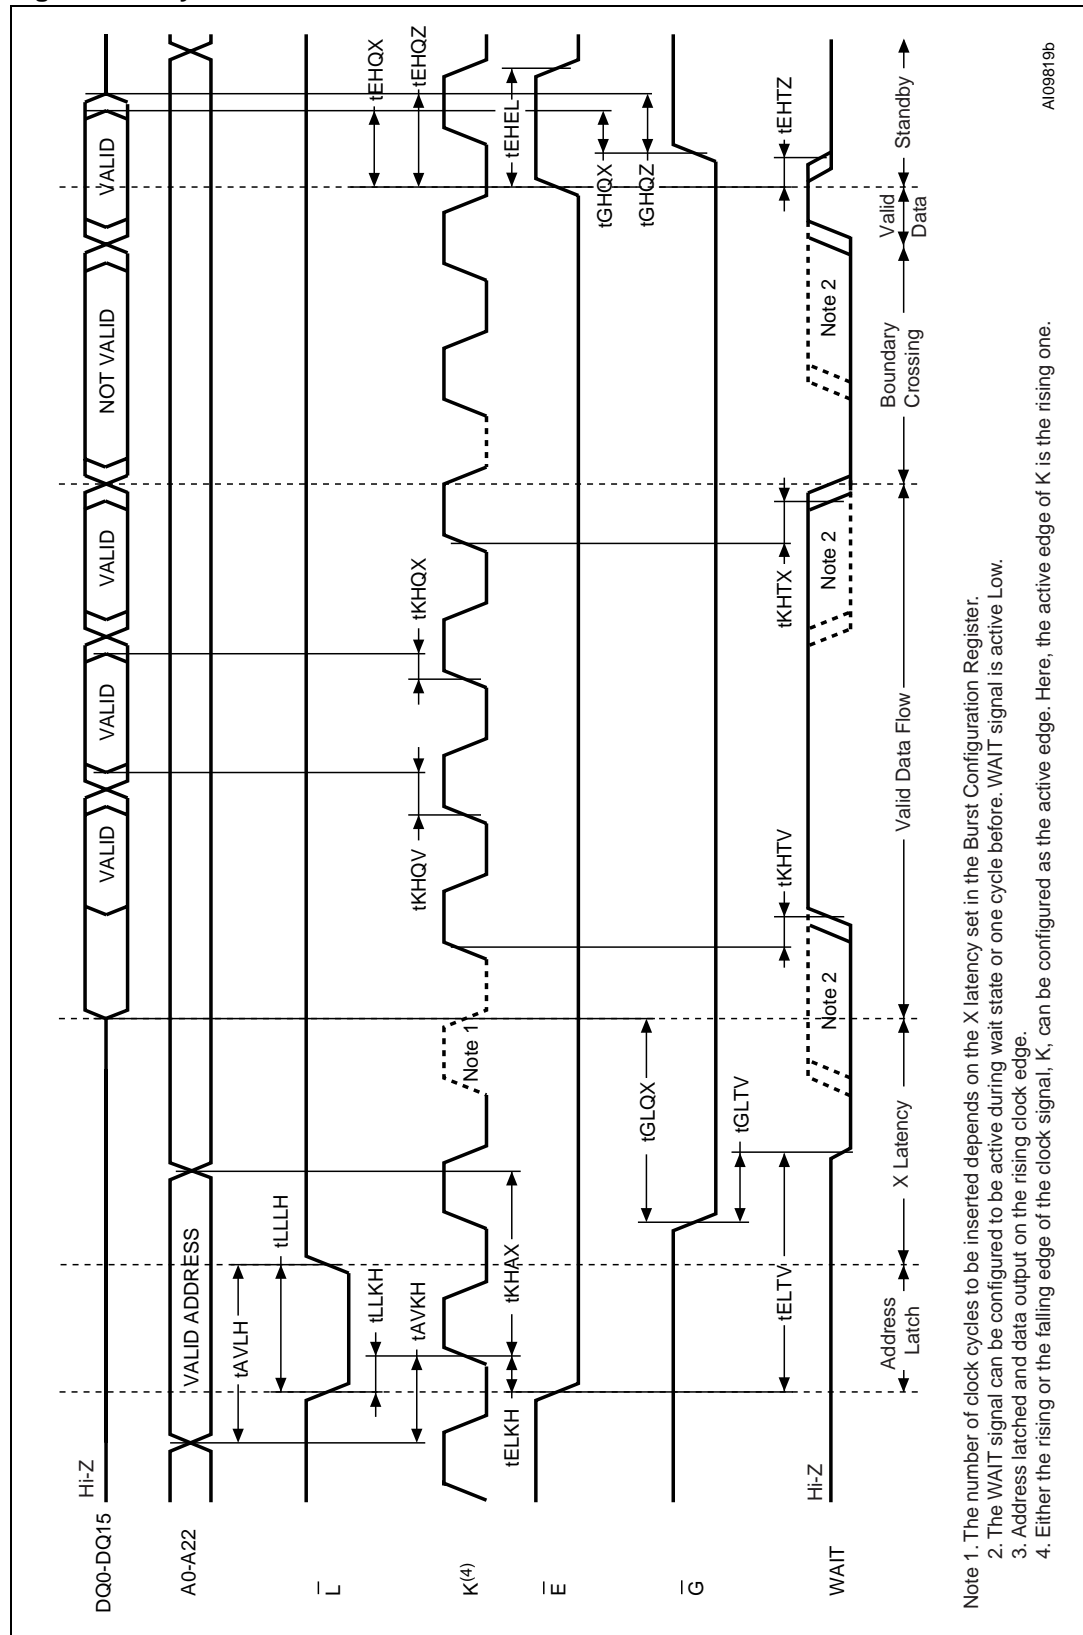 DQ0-DQ15
Hi-Z
VALID
VALID
VALID
NOT VALID
VALID
A0-A22
VALID ADDRESS
tAVLH
L
tLLLH
tLLKH
tAVKH
tKHQV
tKHQX
tEHQX
tEHQZ
K(4)
Note 1
tELKH
tKHAX
tEHEL
E
tGLQX
tGHQX
tGHQZ
G
tGLTV
tELTV
tKHTV
tKHTX
tEHTZ
WAIT
Hi-Z
Note 2
Note 2
Note 2
Address
Latch
X Latency
Valid Data Flow
Boundary
Crossing
Valid
Data
Standby
Note 1. The number of clock cycles to be inserted depends on the X latency set in the Burst Configuration Register.
2. The WAIT signal can be configured to be active during wait state or one cycle before. WAIT signal is active Low.
3. Address latched and data output on the rising clock edge.
4. Either the rising or the falling edge of the clock signal, K, can be configured as the active edge. Here, the active edge of K is the rising one.
AI09819b